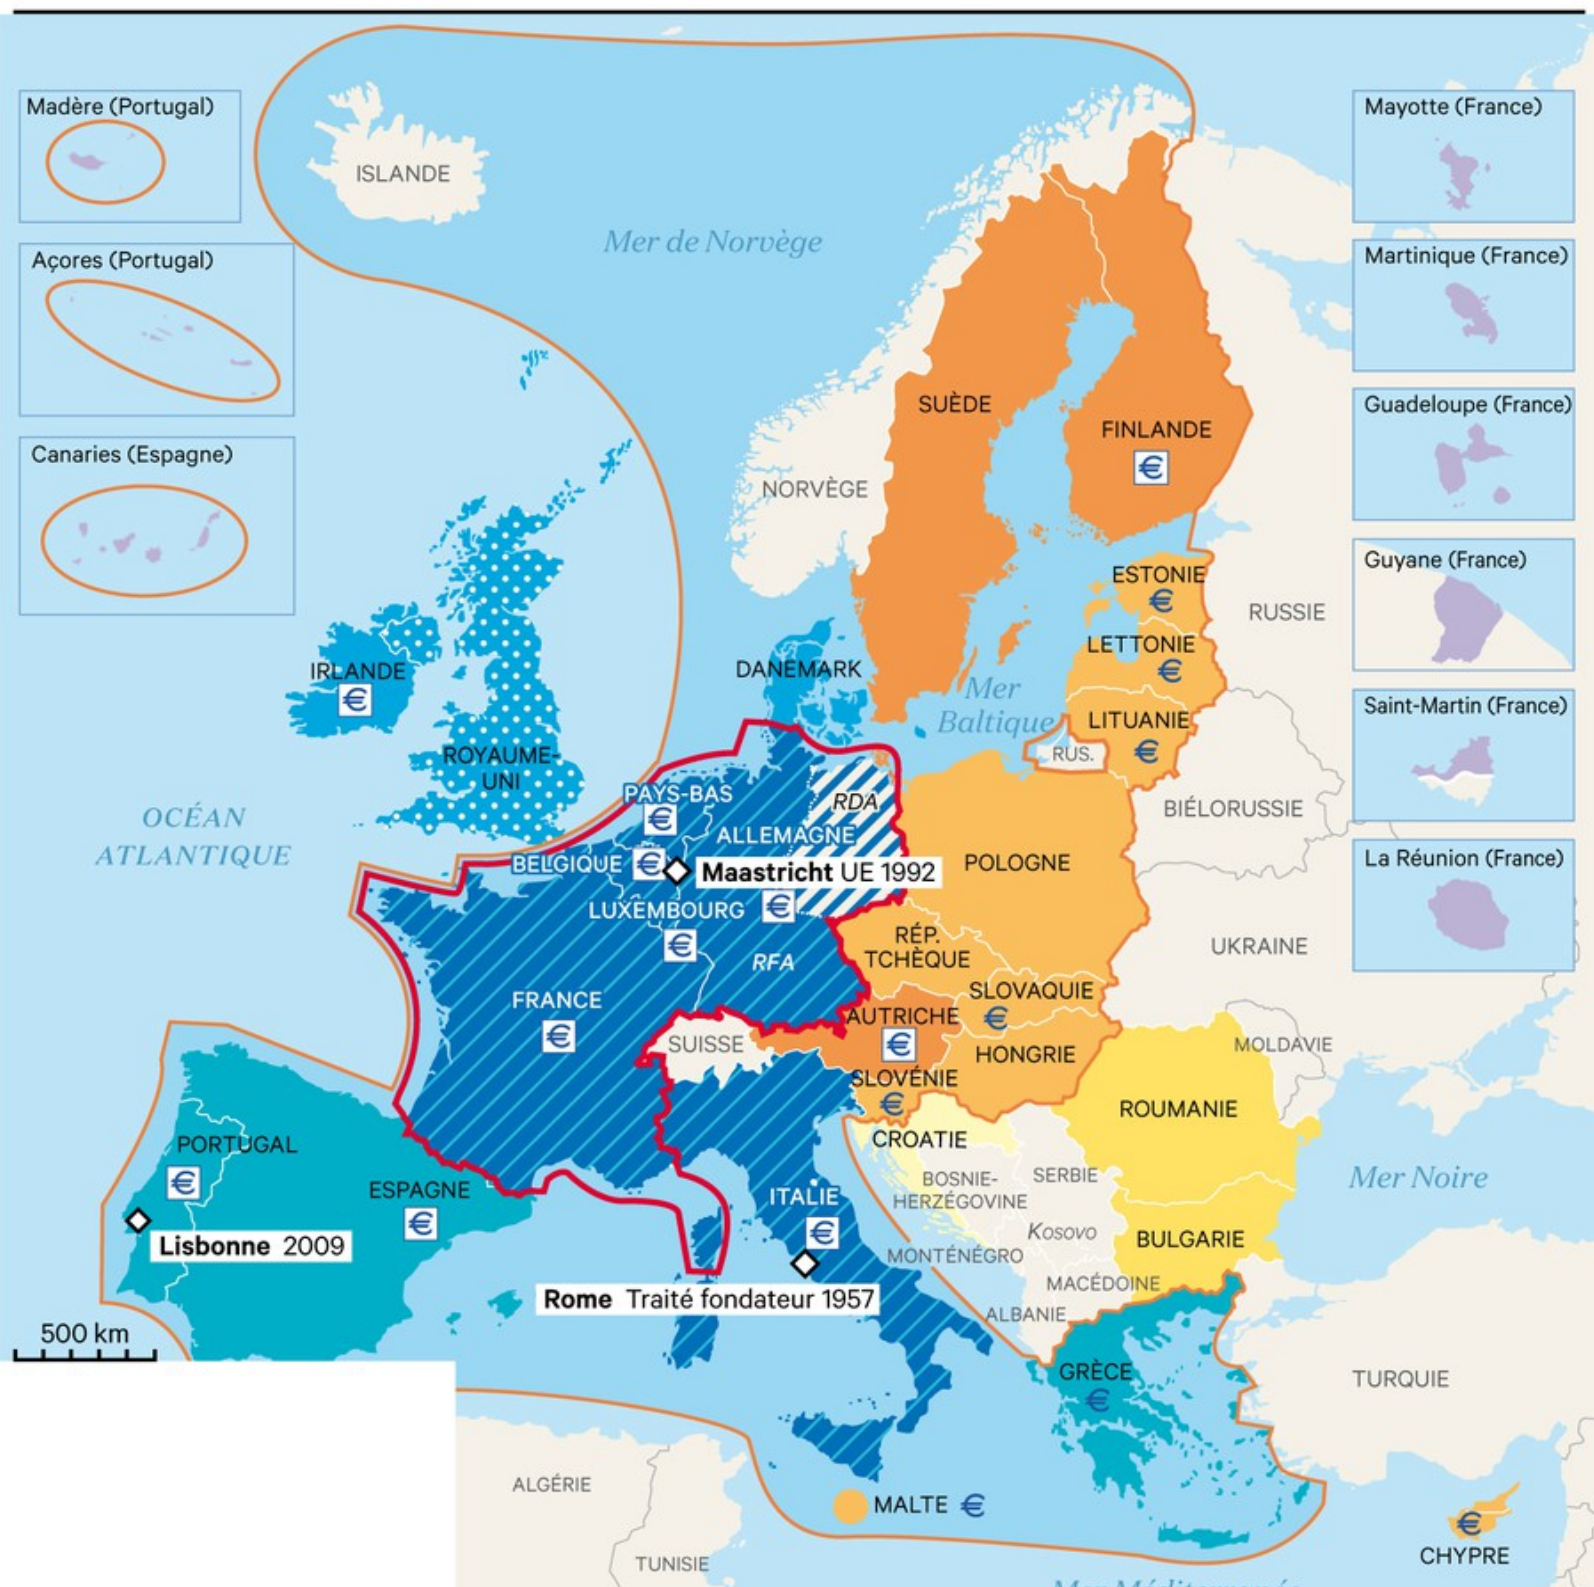 Madère (Portugal)
Açores (Portugal)
Canaries (Espagne)
ISLANDE
Mer de Norvège
Mayotte (France)
Martinique (France)
Guadeloupe (France)
Guyane (France)
Saint-Martin (France)
La Réunion (France)
SUÈDE
FINLANDE
€
NORVÈGE
ESTONIE
€
LETTONIE
€
LITUANIE
€
RUSSIE
RUS.
Mer
Baltique
DANEMARK
IRLANDE
€
ROYAUME-
UNI
OCÉAN
ATLANTIQUE
PAYS-BAS
€
RDA
ALLEMAGNE
€
BELGIQUE €
Maastricht UE 1992
LUXEMBOURG
€
RFA
POLOGNE
BIÉLORUSSIE
UKRAINE
RÉP.
TCHÈQUE
SLOVAQUIE
€
FRANCE
€
SUISSE
AUTRICHE
€
HONGRIE
MOLDAVIE
SLOVÉNIE
€
ROUMANIE
CROATIE
PORTUGAL
€
ESPAGNE
€
Lisbonne 2009
BOSNIE-
HERZÉGOVINE
SERBIE
Kosovo
Mer Noire
ITALIE
€
BULGARIE
MONTÉNÉGRO
MACÉDOINE
Rome Traité fondateur 1957
ALBANIE
500 km
GRÈCE
€
TURQUIE
ALGÉRIE
MALTE €
TUNISIE
€
CHYPRE
Mer Méditerranée